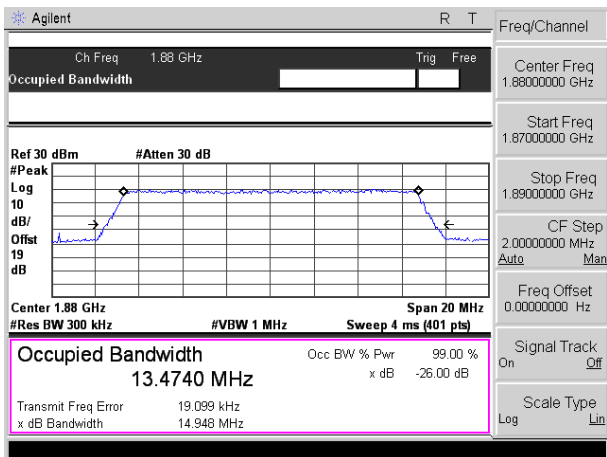 Agilent R T
Ch Freq 1.88 GHz Trig Free
Occupied Bandwidth
Ref 30 dBm #Atten 30 dB
#Peak
Log
10
dB/
Offst
19
dB
Center 1.88 GHz Span 20 MHz
#Res BW 300 kHz #VBW 1 MHz Sweep 4 ms (401 pts)
Occupied Bandwidth Occ BW % Pwr 99.00 %
13.4740 MHz x dB -26.00 dB
Transmit Freq Error 19.099 kHz
x dB Bandwidth 14.948 MHz
Freq/Channel
Center Freq
1.88000000 GHz
Start Freq
1.87000000 GHz
Stop Freq
1.89000000 GHz
CF Step
2.00000000 MHz
Auto Man
Freq Offset
0.00000000 Hz
Signal Track
On Off
Scale Type
Log Lin